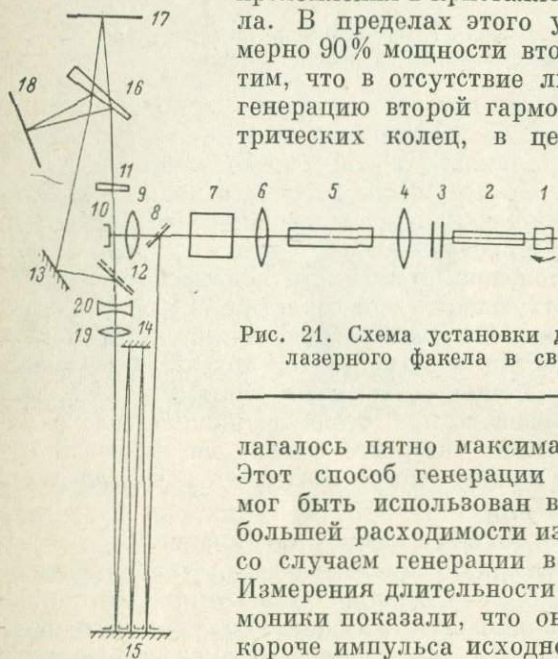 ла. В пределах этого у
мерно 90% мощности вто
тим, что в отсутствие л
генерацию второй гармо
трических колец, в це
17
18
16
11
10
9
8
7
6
5
4
3
2
1
13
12
20
19
14
15
Рис. 21. Схема установки д
лазерного факела в св
лагалось пятно максима
Этот способ генерации
мог быть использован в
большей расходимости из
со случаем генерации в
Измерения длительности
моники показали, что он
короче импульса исходн